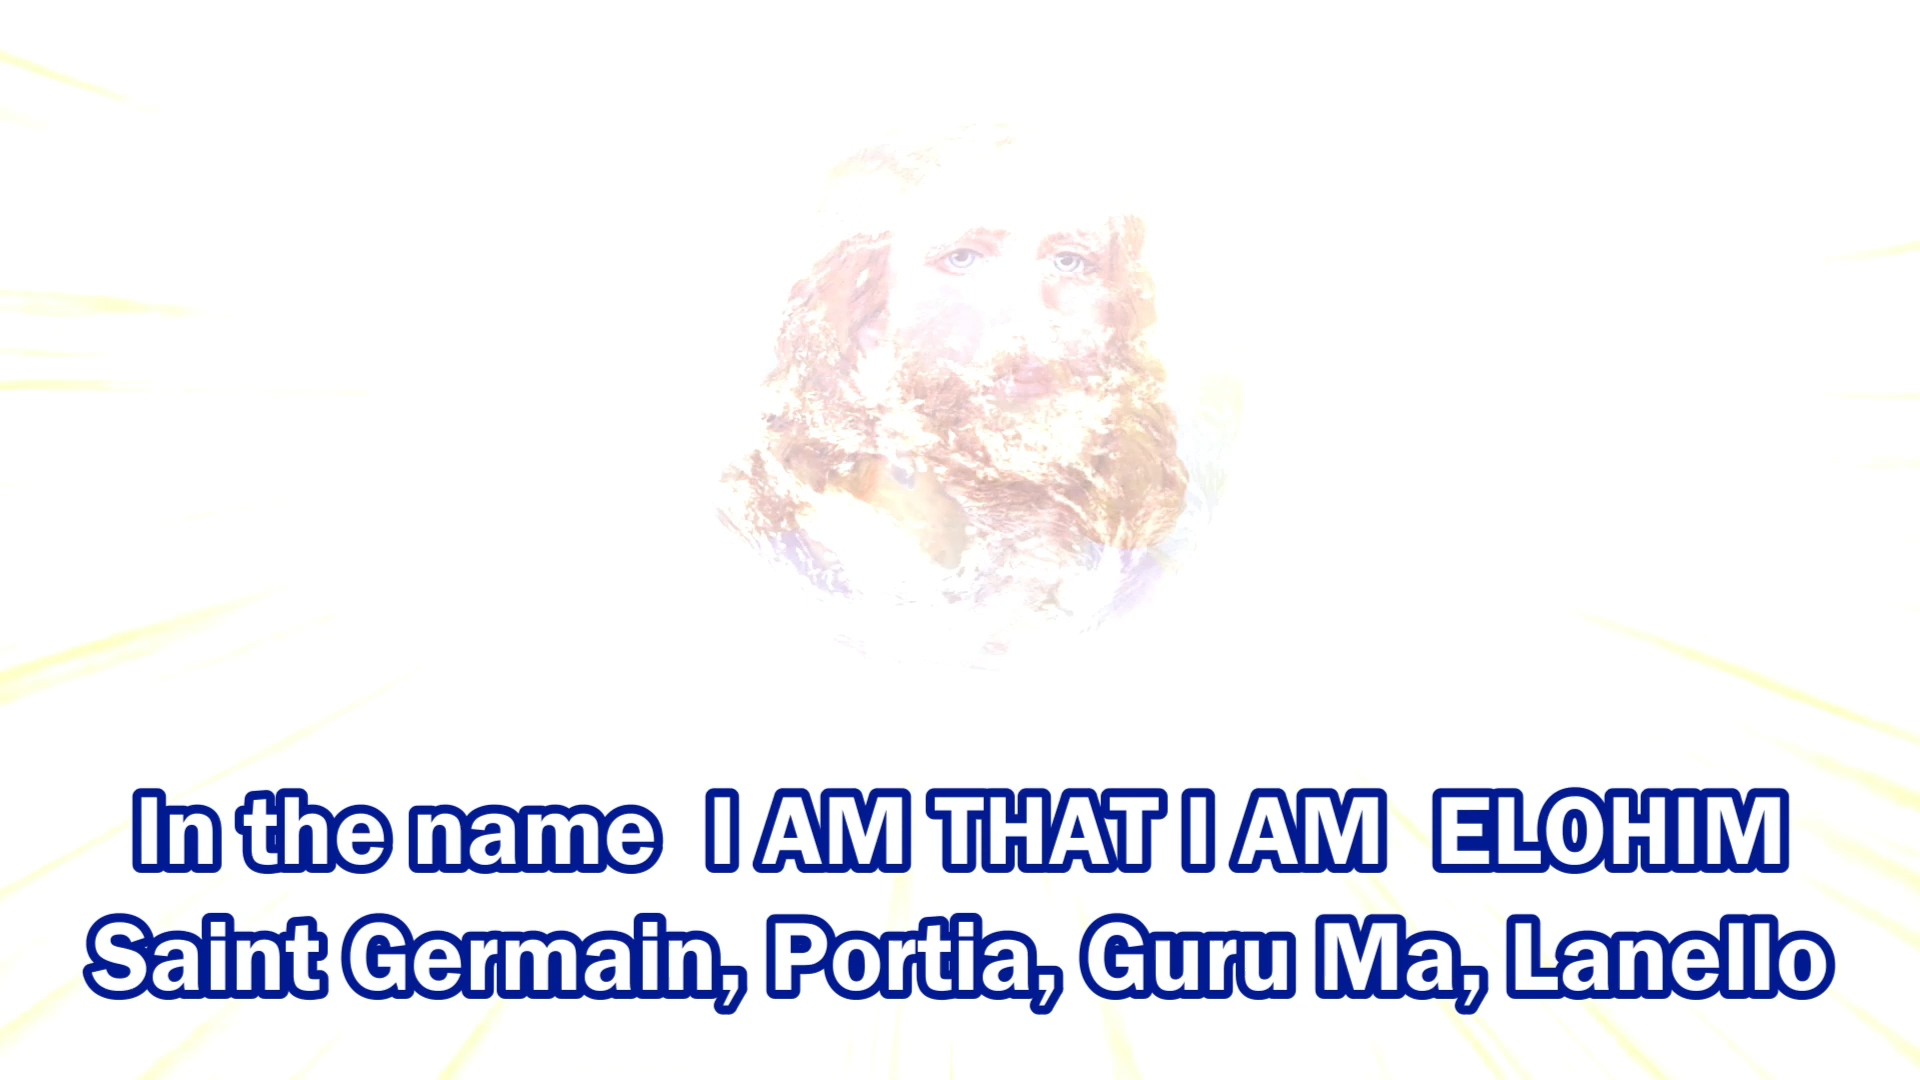 In the name  I AM THAT I AM  ELOHIM
Saint Germain, Portia, Guru Ma, Lanello